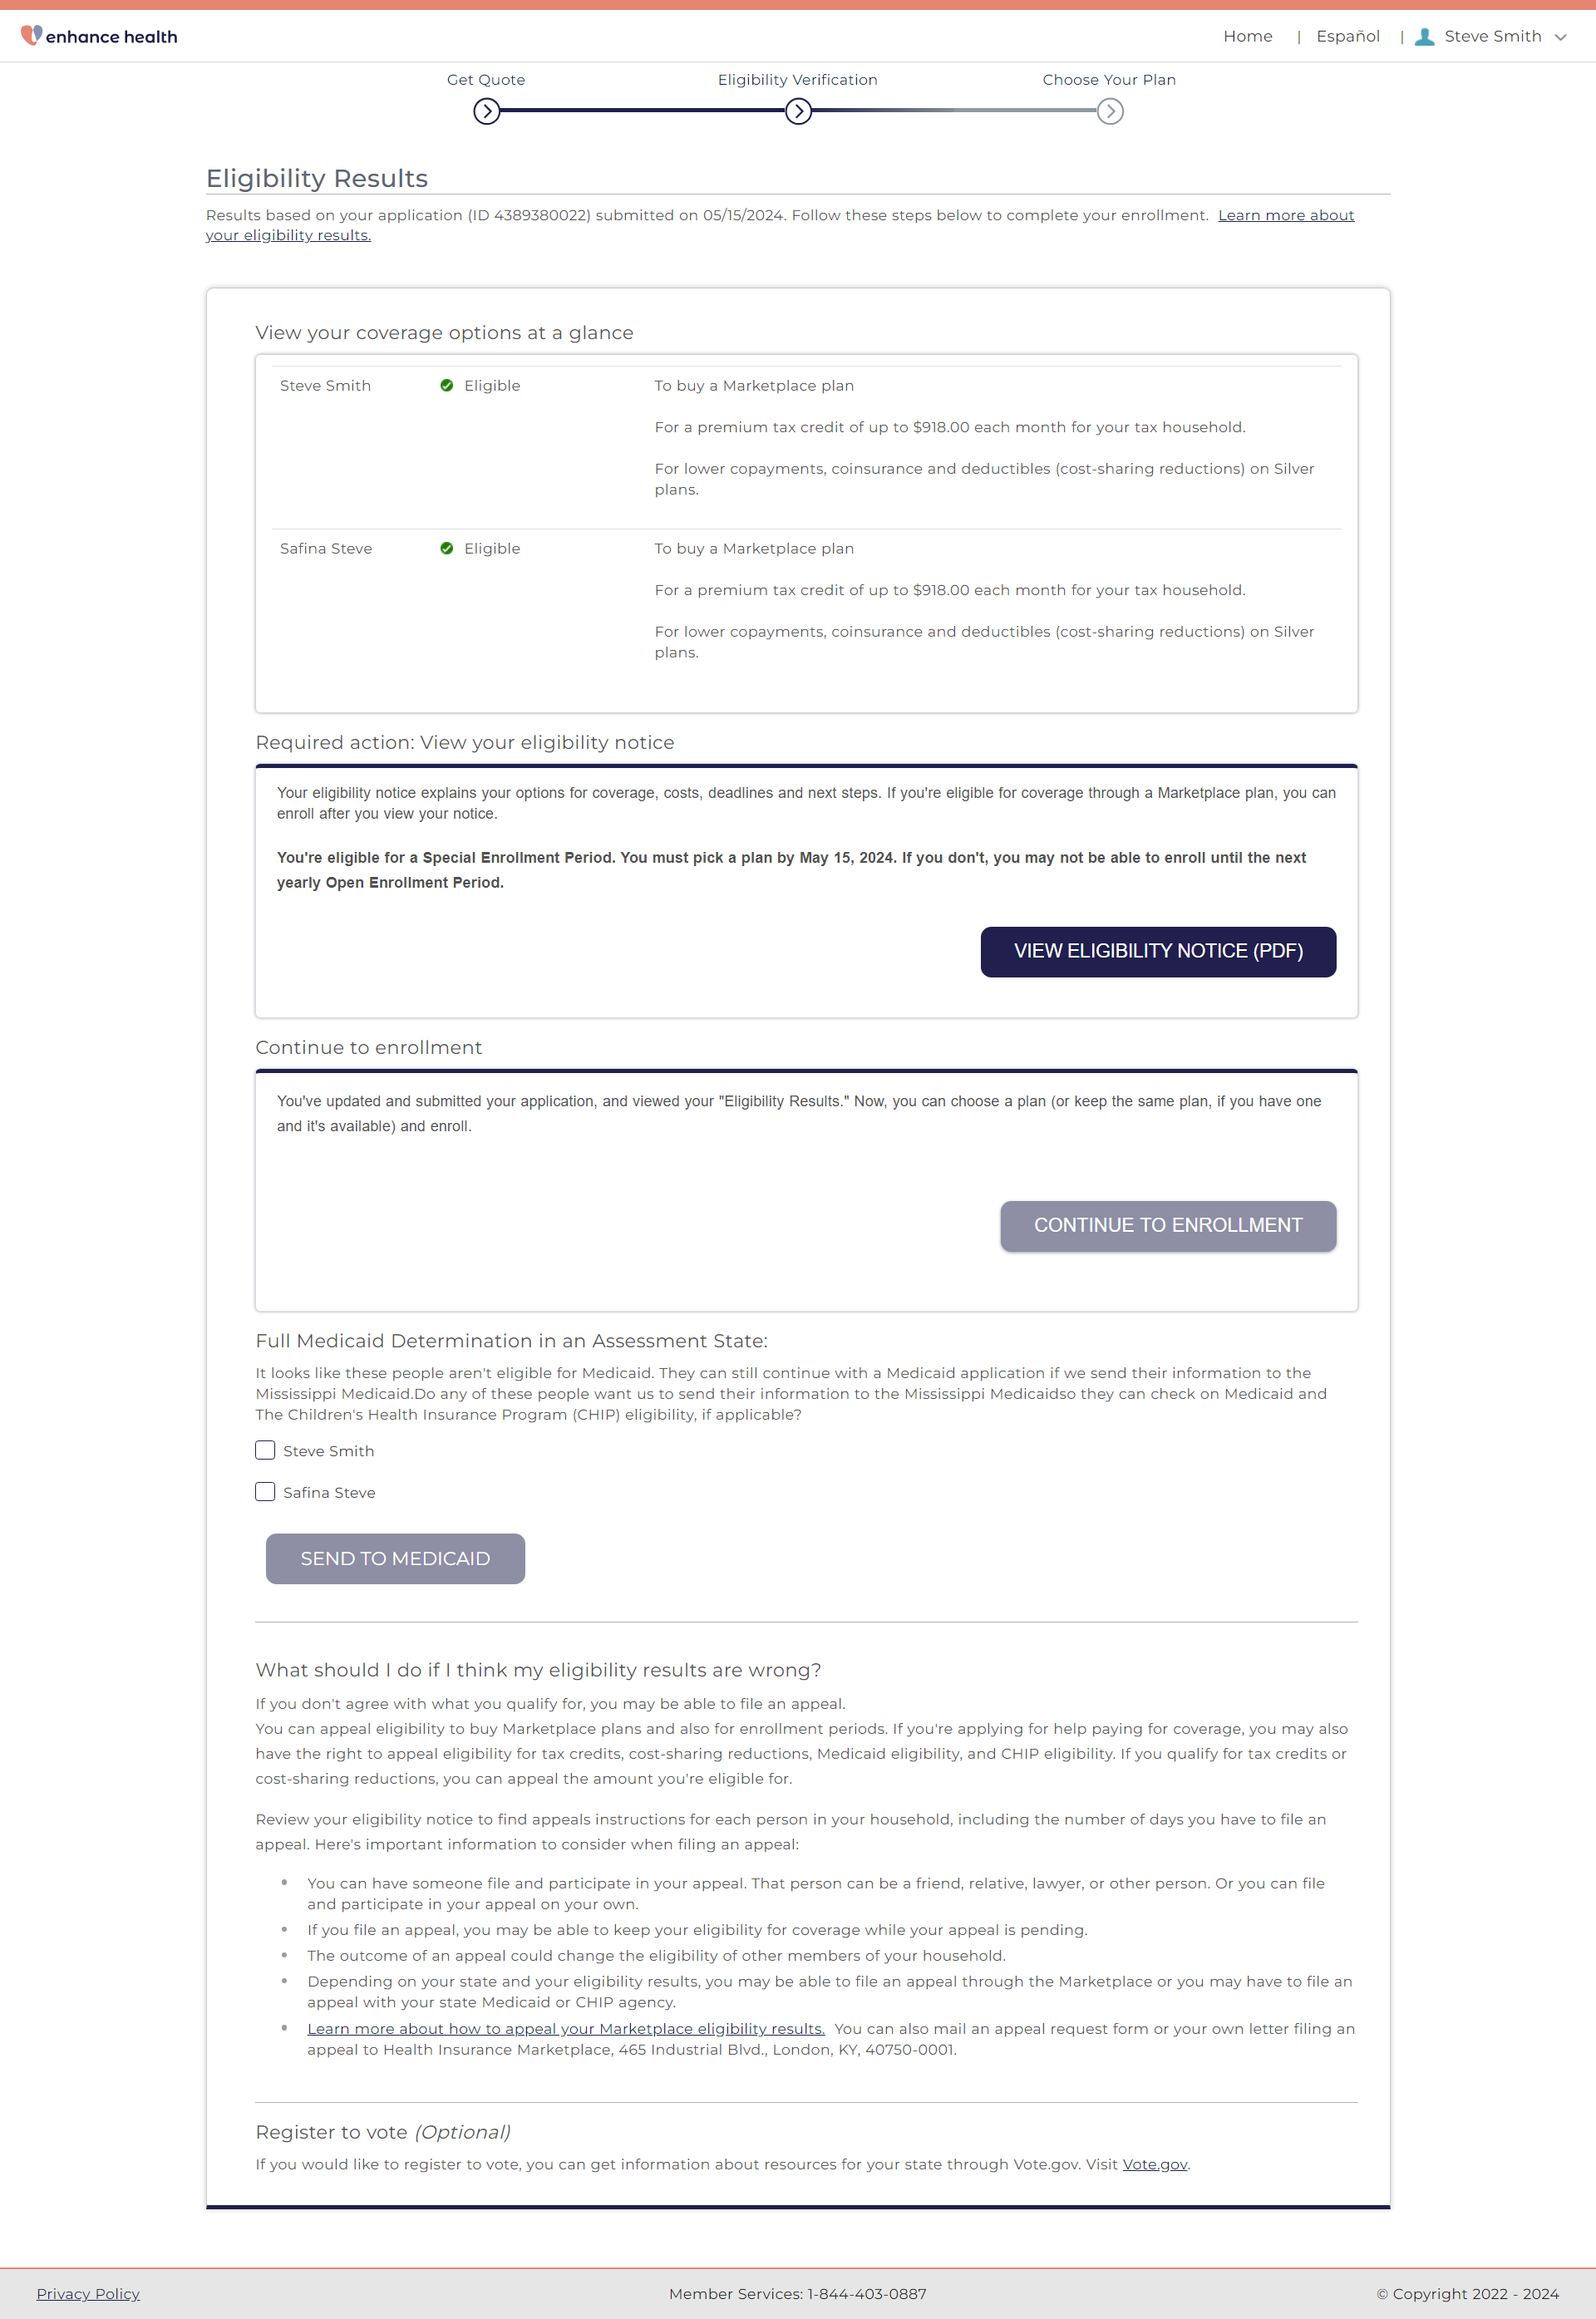 enhance health
Home | Español | Steve Smith
Get Quote Eligibility Verification Choose Your Plan
Eligibility Results
Results based on your application (ID 4389380022) submitted on 05/15/2024. Follow these steps below to complete your enrollment. Learn more about
your eligibility results.
View your coverage options at a glance
Steve Smith Eligible To buy a Marketplace plan
For a premium tax credit of up to $918.00 each month for your tax household.
For lower copayments, coinsurance and deductibles (cost-sharing reductions) on Silver
plans.
Safina Steve Eligible To buy a Marketplace plan
For a premium tax credit of up to $918.00 each month for your tax household.
For lower copayments, coinsurance and deductibles (cost-sharing reductions) on Silver
plans.
Required action: View your eligibility notice
Your eligibility notice explains your options for coverage, costs, deadlines and next steps. If you're eligible for coverage through a Marketplace plan, you can
enroll after you view your notice.
You're eligible for a Special Enrollment Period. You must pick a plan by May 15, 2024. If you don't, you may not be able to enroll until the next
yearly Open Enrollment Period.
VIEW ELIGIBILITY NOTICE (PDF)
Continue to enrollment
You've updated and submitted your application, and viewed your "Eligibility Results." Now, you can choose a plan (or keep the same plan, if you have one
and it's available) and enroll.
CONTINUE TO ENROLLMENT
Full Medicaid Determination in an Assessment State:
It looks like these people aren't eligible for Medicaid. They can still continue with a Medicaid application if we send their information to the
Mississippi Medicaid.Do any of these people want us to send their information to the Mississippi Medicaidso they can check on Medicaid and
The Children's Health Insurance Program (CHIP) eligibility, if applicable?
Steve Smith
Safina Steve
SEND TO MEDICAID
What should I do if I think my eligibility results are wrong?
If you don't agree with what you qualify for, you may be able to file an appeal.
You can appeal eligibility to buy Marketplace plans and also for enrollment periods. If you're applying for help paying for coverage, you may also
have the right to appeal eligibility for tax credits, cost-sharing reductions, Medicaid eligibility, and CHIP eligibility. If you qualify for tax credits or
cost-sharing reductions, you can appeal the amount you're eligible for.
Review your eligibility notice to find appeals instructions for each person in your household, including the number of days you have to file an
appeal. Here's important information to consider when filing an appeal:
• You can have someone file and participate in your appeal. That person can be a friend, relative, lawyer, or other person. Or you can file
and participate in your appeal on your own.
• If you file an appeal, you may be able to keep your eligibility for coverage while your appeal is pending.
• The outcome of an appeal could change the eligibility of other members of your household.
• Depending on your state and your eligibility results, you may be able to file an appeal through the Marketplace or you may have to file an
appeal with your state Medicaid or CHIP agency.
• Learn more about how to appeal your Marketplace eligibility results. You can also mail an appeal request form or your own letter filing an
appeal to Health Insurance Marketplace, 465 Industrial Blvd., London, KY, 40750-0001.
Register to vote (Optional)
If you would like to register to vote, you can get information about resources for your state through Vote.gov. Visit Vote.gov.
Privacy Policy Member Services: 1-844-403-0887 © Copyright 2022 - 2024